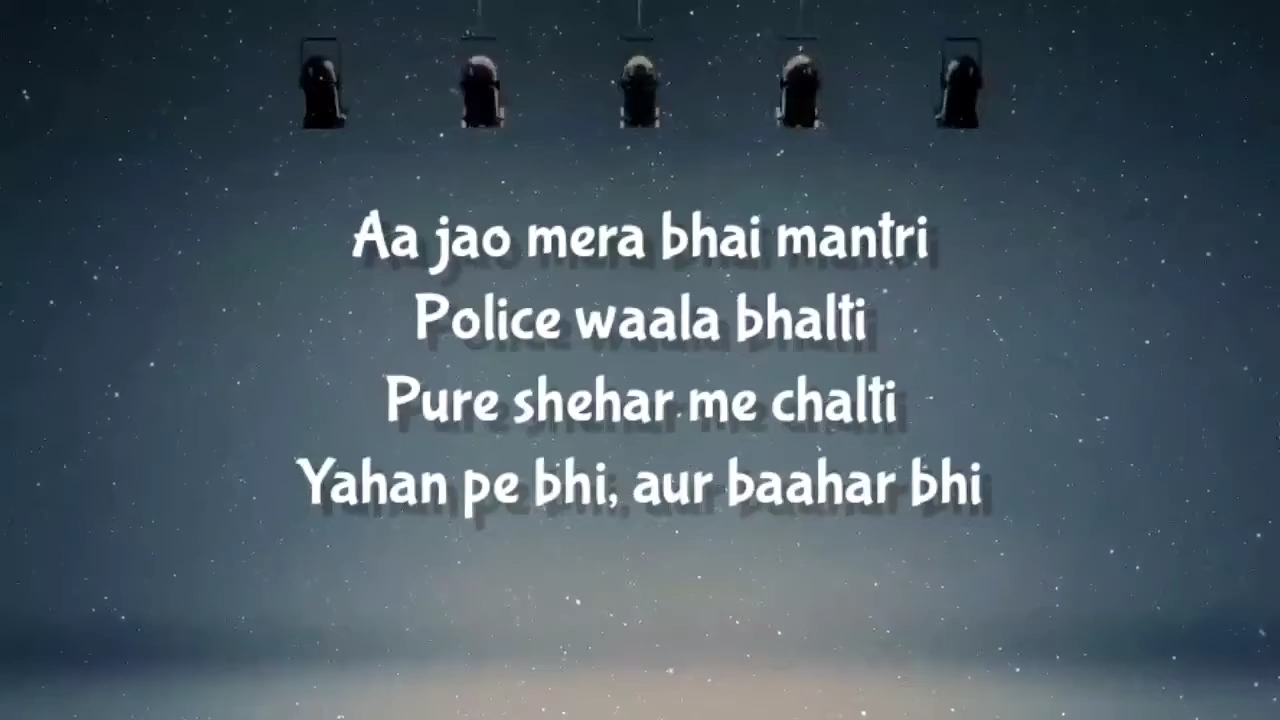 Aa jao mera bhai mantri
Police waala bhalti
Pure shehar me chalti
Yahan pe bhi, aur baahar bhi